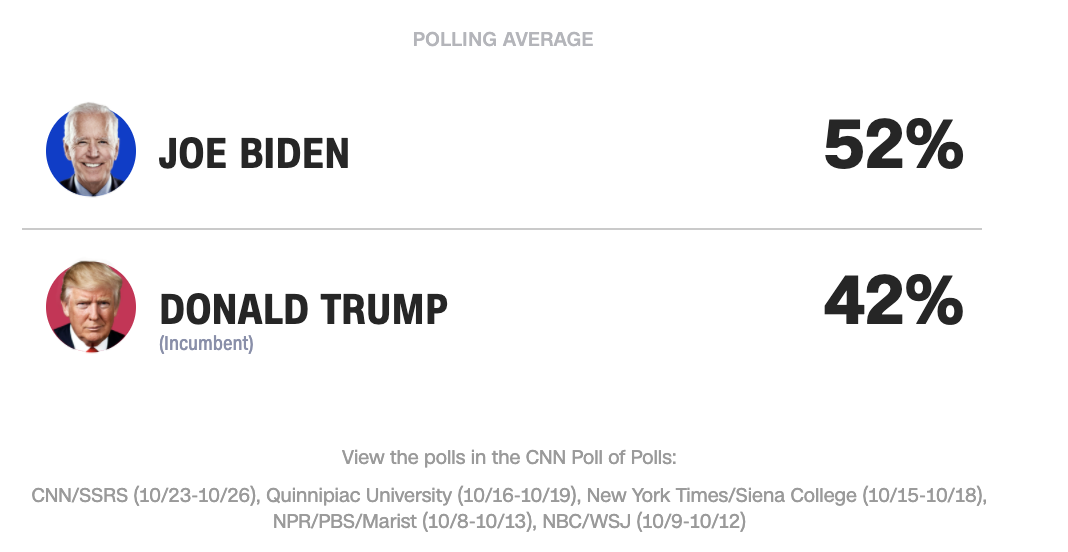 POLLING AVERAGE
JOE BIDEN
52%
DONALD TRUMP
42%
(Incumbent)
View the polls in the CNN Poll of Polls:
CNN/SSRS (10/23-10/26), Quinnipiac University (10/16-10/19), New York Times/Siena College (10/15-10/18),
NPR/PBS/Marist (10/8-10/13), NBC/WSJ (10/9-10/12)